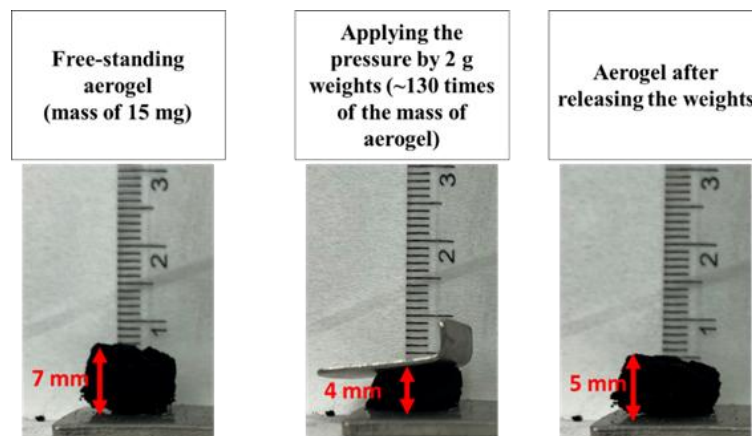 Free-standing
aerogel
(mass of 15 mg)
Applying the
pressure by 2 g
weights (~130 times
of the mass of
aerogel)
Aerogel after
releasing the weights
3
2
1
7 mm
3
2
1
4 mm
3
2
1
5 mm